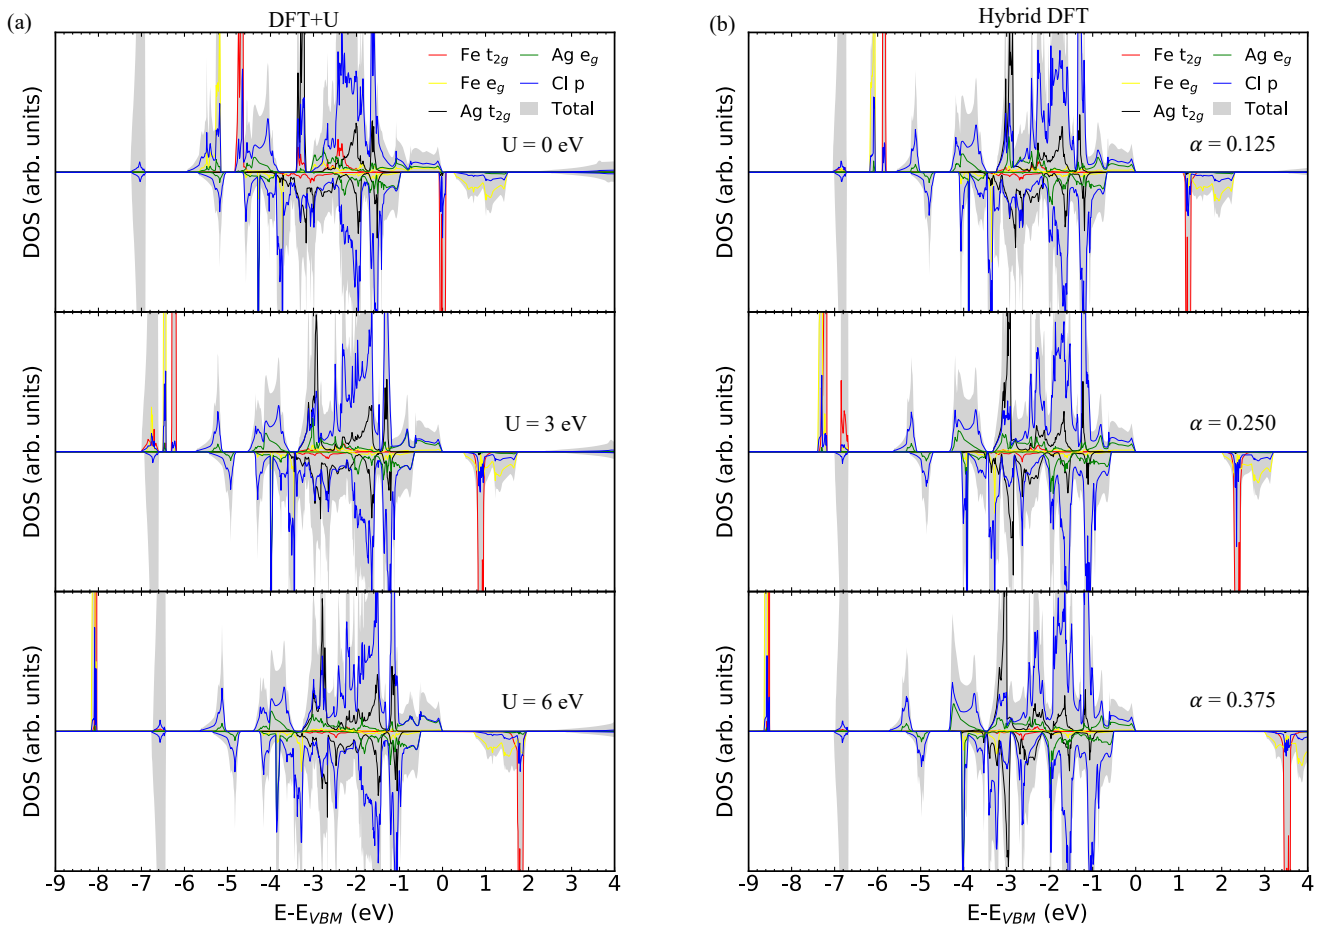 (a)
DFT+U
Fe t2g
Ag eg
Fe eg
Cl p
Ag t2g
Total
U = 0 eV
DOS (arb. units)
U = 3 eV
DOS (arb. units)
U = 6 eV
DOS (arb. units)
-9 -8 -7 -6 -5 -4 -3 -2 -1 0 1 2 3 4
E-EVBM (eV)
(b)
Hybrid DFT
Fe t2g
Ag eg
Fe eg
Cl p
Ag t2g
Total
α = 0.125
DOS (arb. units)
α = 0.250
DOS (arb. units)
α = 0.375
DOS (arb. units)
-9 -8 -7 -6 -5 -4 -3 -2 -1 0 1 2 3 4
E-EVBM (eV)